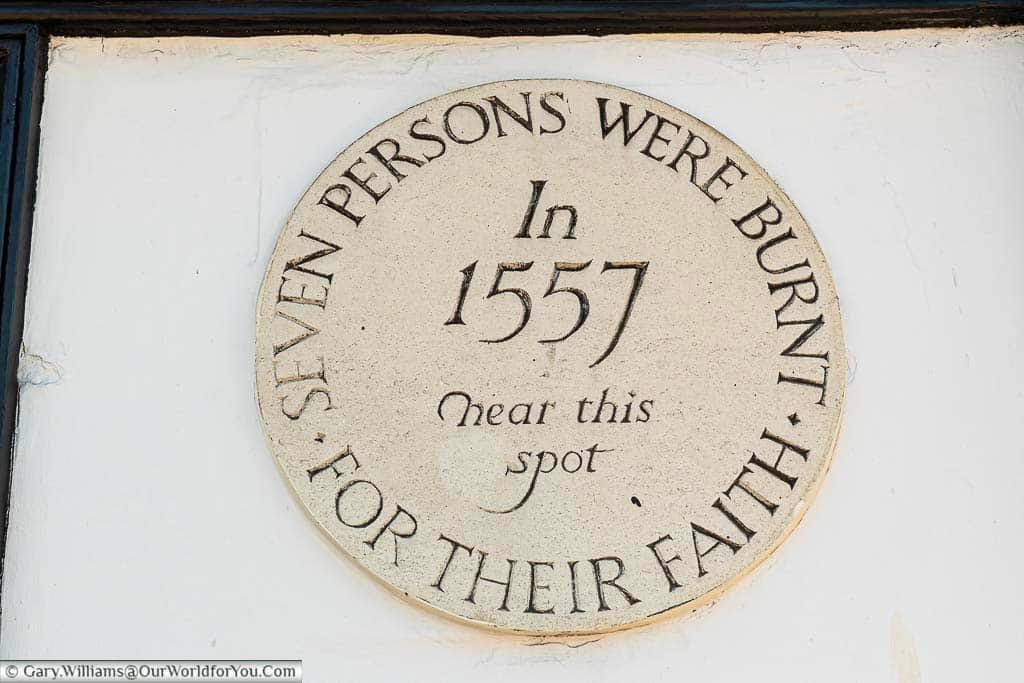 SEVEN PERSONS WERE BURNT ·
FOR THEIR FAITH ·
In
1557
near this
spot
© Gary.Williams@OurWorldforYou.Com